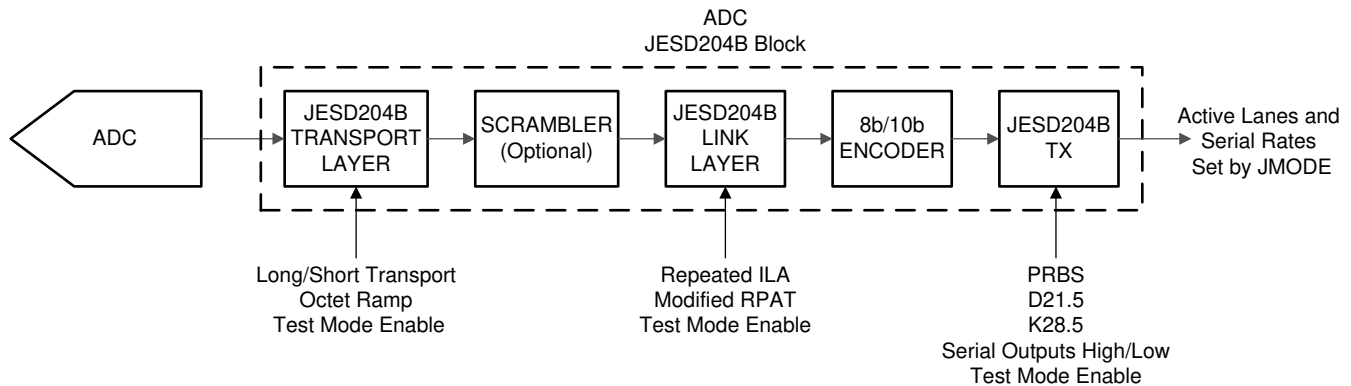 ADC
JESD204B Block
ADC
JESD204B
TRANSPORT
LAYER
SCRAMBLER
(Optional)
JESD204B
LINK
LAYER
8b/10b
ENCODER
JESD204B
TX
Active Lanes and
Serial Rates
Set by JMODE
Long/Short Transport
Octet Ramp
Test Mode Enable
Repeated ILA
Modified RPAT
Test Mode Enable
PRBS
D21.5
K28.5
Serial Outputs High/Low
Test Mode Enable